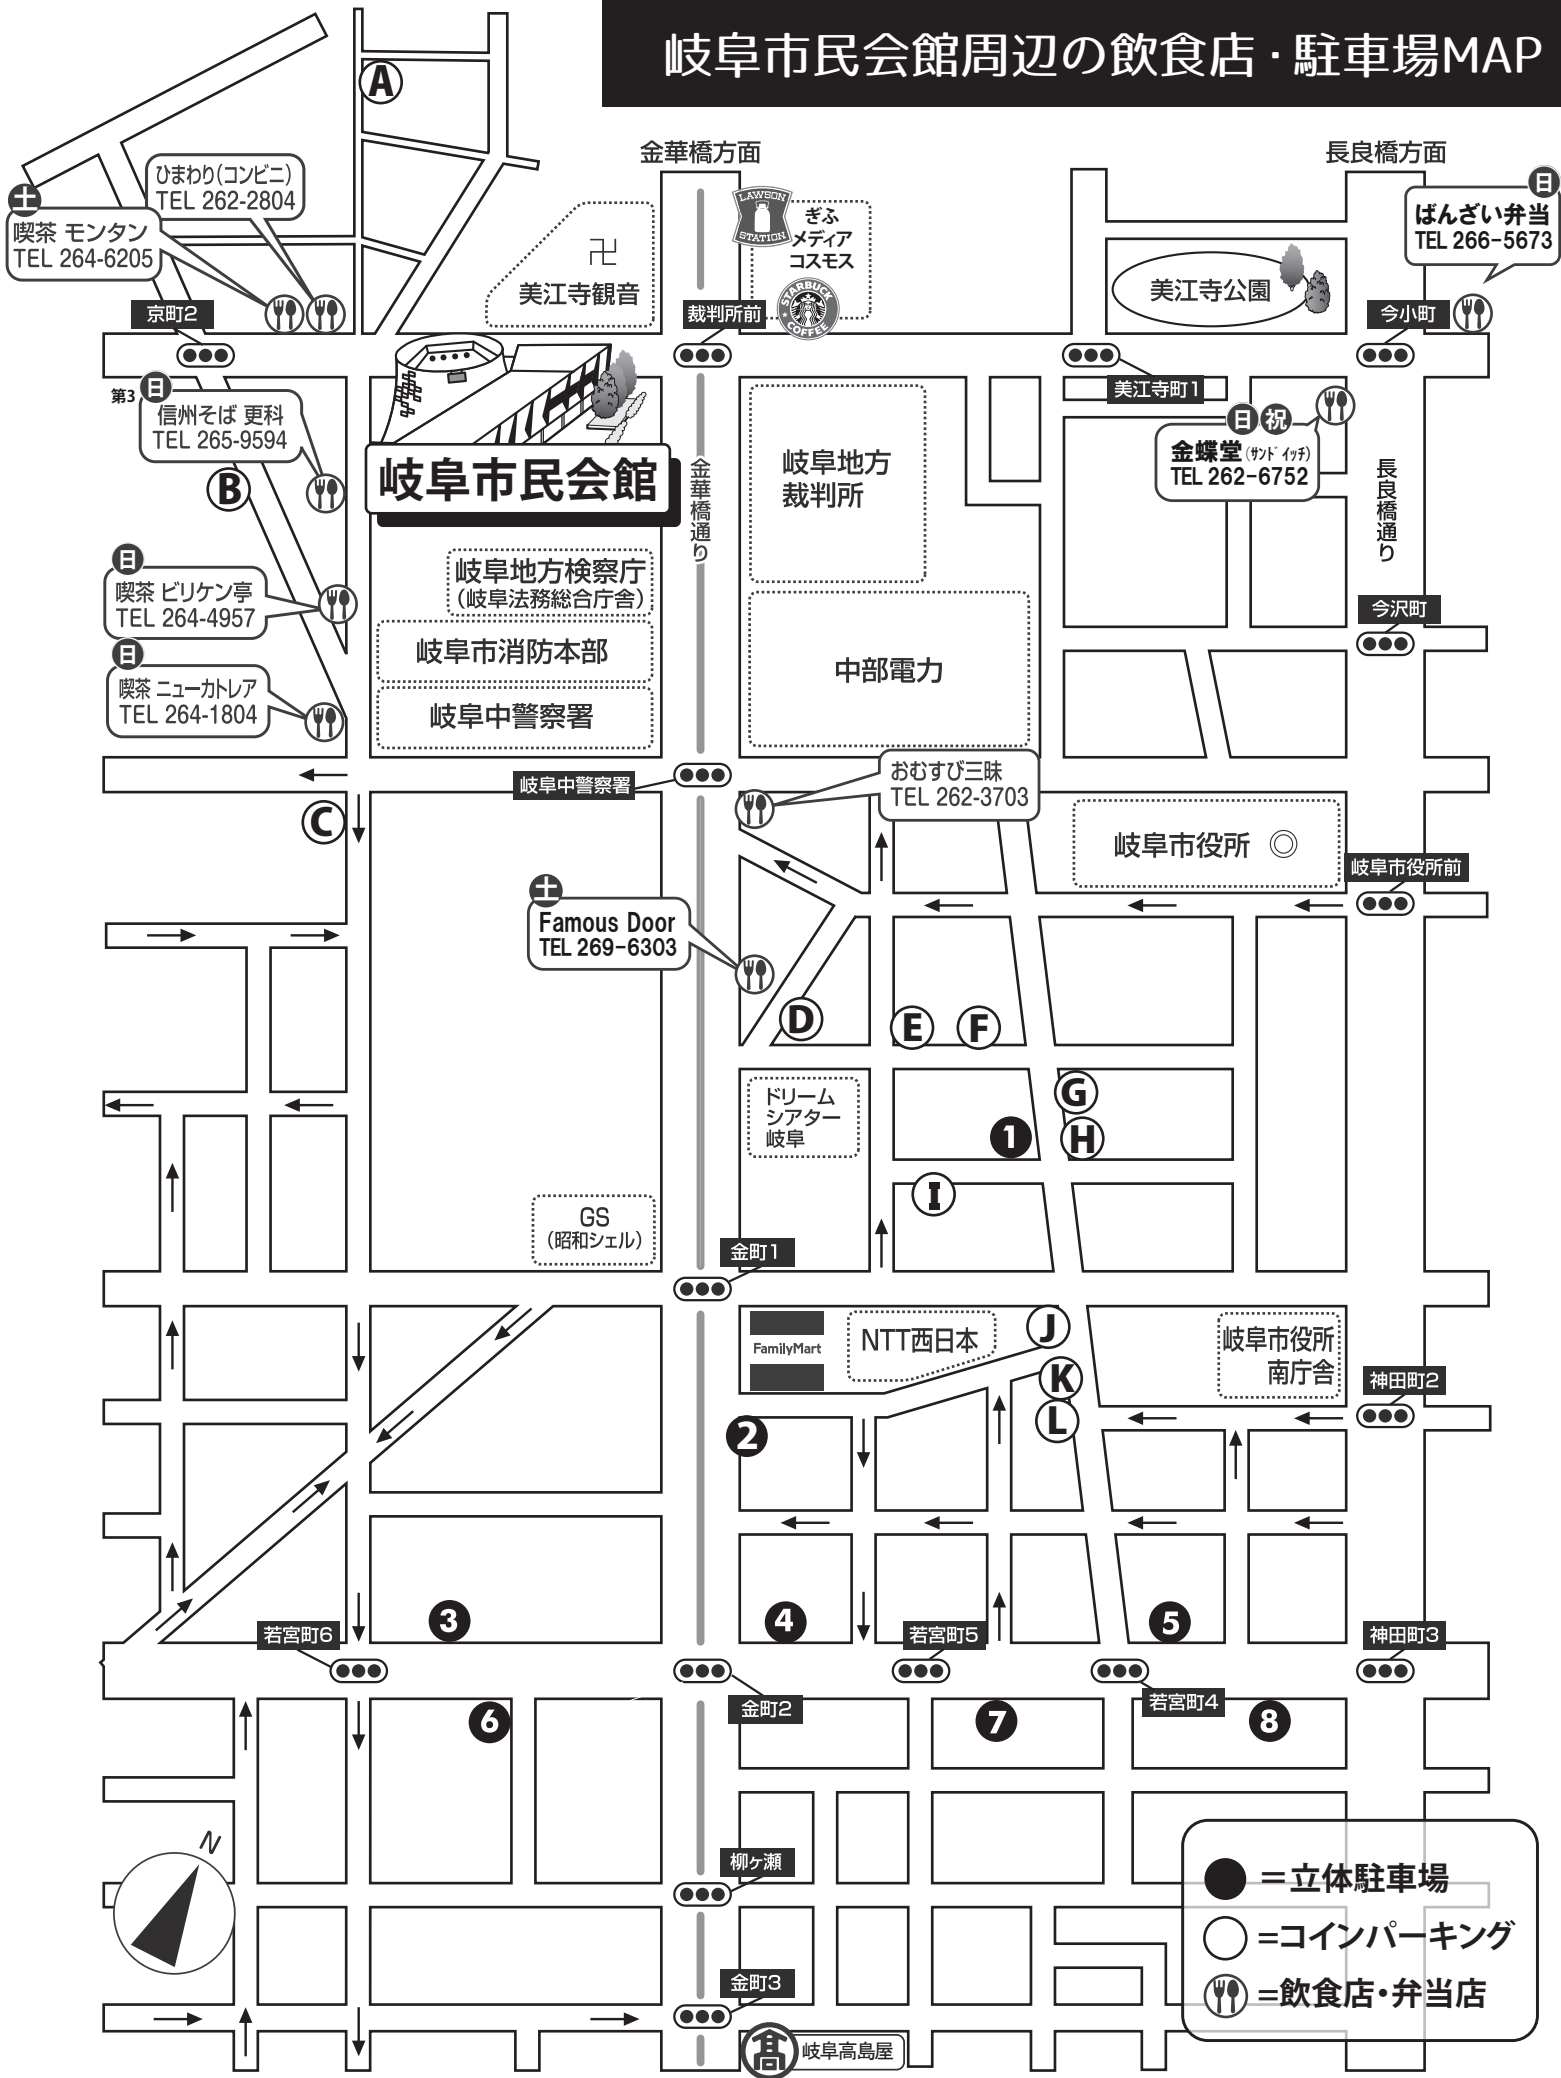 岐阜市民会館周辺の飲食店・駐車場MAP
A
金華橋方面
長良橋方面
ひまわり(コンビニ)
TEL 262-2804
土
喫茶 モンタン
TEL 264-6205
卍
美江寺観音
LAWSON
STATION
ぎふ
メディア
コスモス
STARBUCK
COFFEE
美江寺公園
日
ばんざい弁当
TEL 266-5673
京町2
裁判所前
今小町
美江寺町1
第3
日
信州そば 更科
TEL 265-9594
B
岐阜市民会館
金華橋通り
岐阜地方
裁判所
日
祝
金蝶堂(サンドイッチ)
TEL 262-6752
長良橋通り
日
喫茶 ビリケン亭
TEL 264-4957
日
喫茶 ニューカトレア
TEL 264-1804
岐阜地方検察庁
(岐阜法務総合庁舎)
岐阜市消防本部
岐阜中警察署
中部電力
今沢町
岐阜中警察署
おむすび三昧
TEL 262-3703
C
岐阜市役所 ◎
岐阜市役所前
土
Famous Door
TEL 269-6303
D
E
F
ドリーム
シアター
岐阜
G
H
1
I
GS
(昭和シェル)
金町1
FamilyMart
NTT西日本
J
K
L
岐阜市役所
南庁舎
神田町2
2
3
4
5
若宮町6
若宮町5
神田町3
金町2
若宮町4
6
7
8
N
柳ヶ瀬
金町3
髙
岐阜高島屋
=立体駐車場
=コインパーキング
=飲食店・弁当店